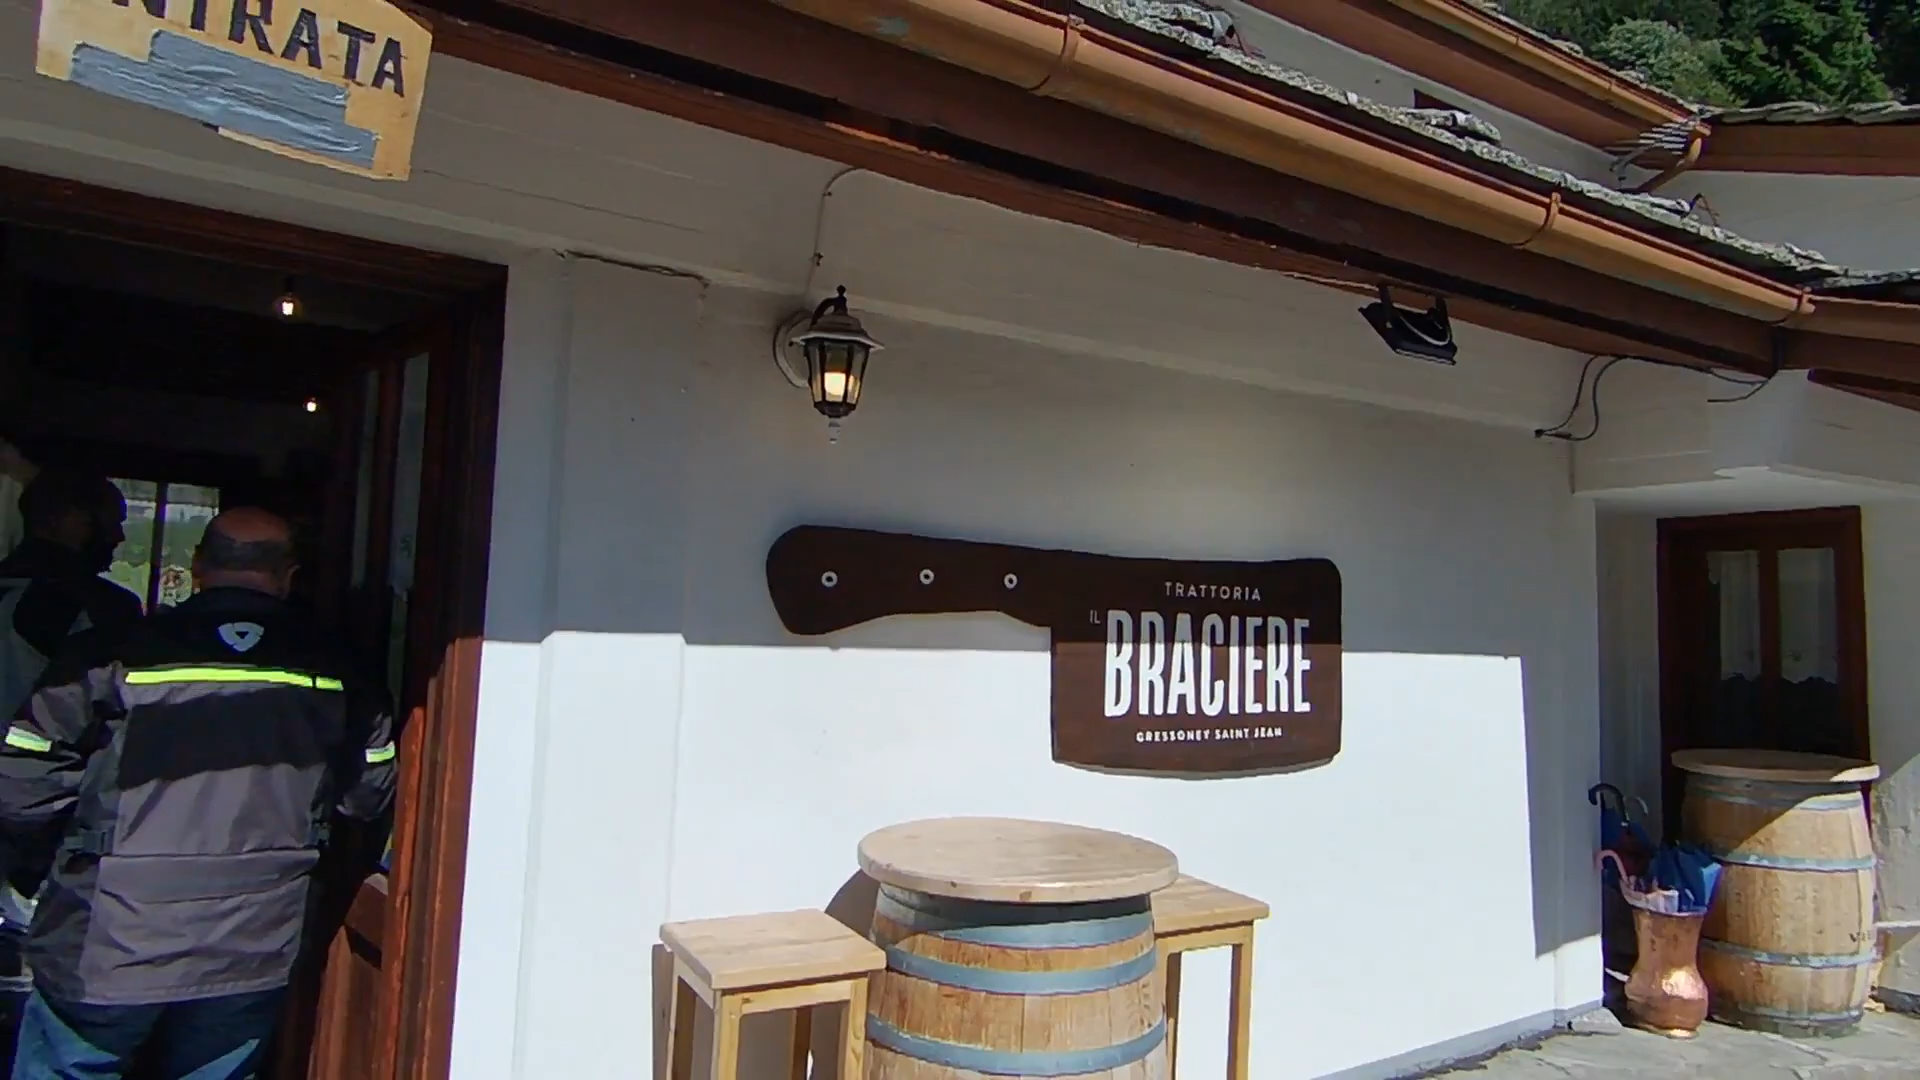 NTRATA
TRATTORIA
IL
BRACIERE
GRESSONEY SAINT JEAN